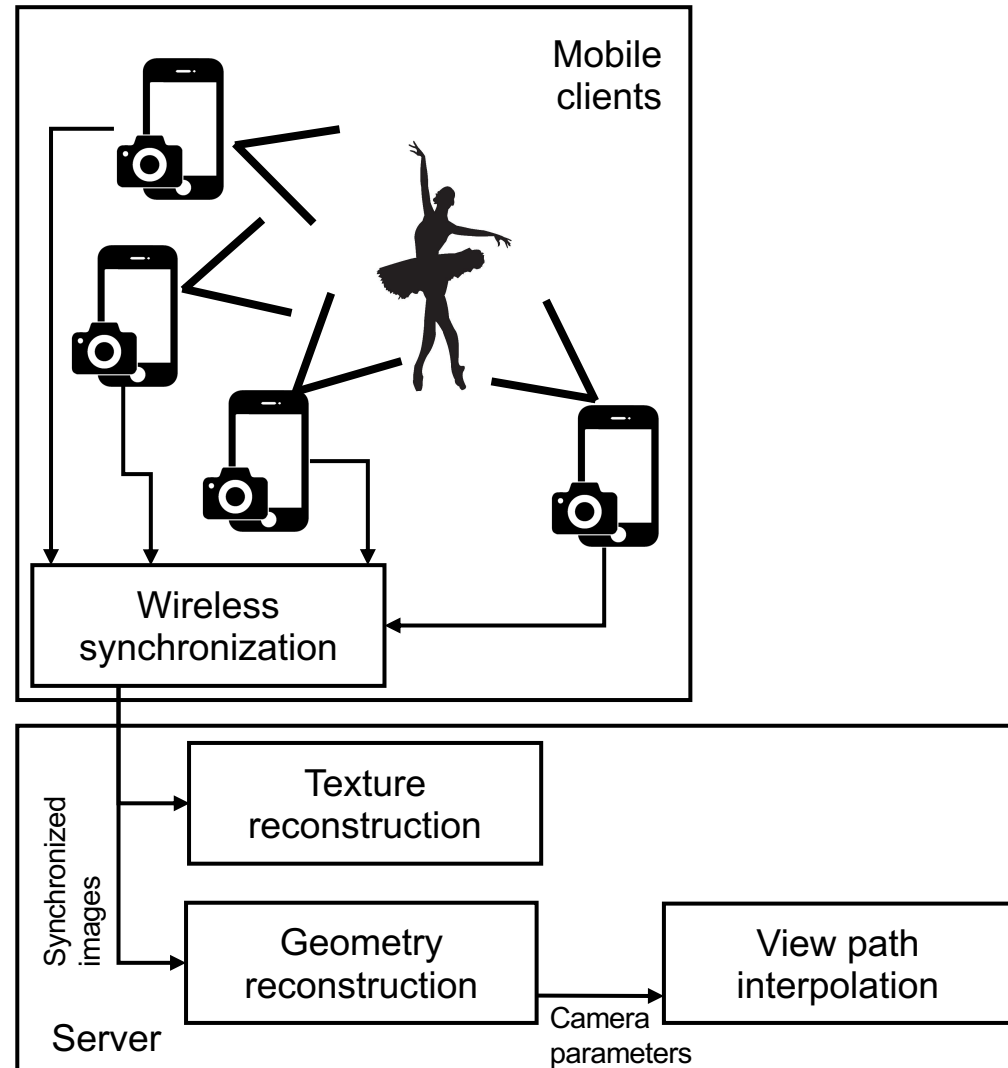 Mobile
clients
Wireless
synchronization
Synchronized
images
Texture
reconstruction
Geometry
reconstruction
View path
interpolation
Camera
parameters
Server